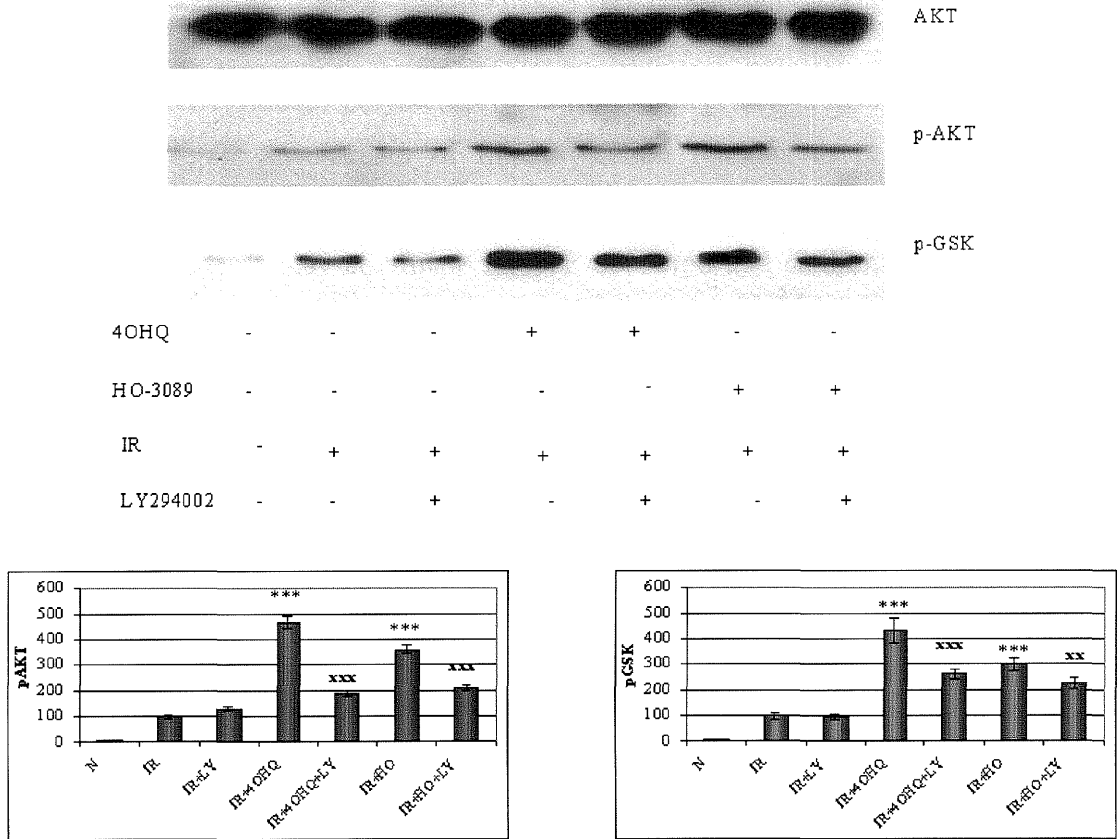 AKT
p-AKT
p-GSK
4OHQ - - - + + - -
HO-3089 - - - - - + +
IR - + + + + + +
LY294002 - - + - + - +
600
500
400
300
200
100
0
pAKT
***
xxx
***
xxx
N
IR
IR+LY
IR+4OHQ
IR+4OHQ+LY
IR+HO
IR+HO+LY
600
500
400
300
200
100
0
pGSK
***
xxx
***
xx
N
IR
IR+LY
IR+4OHQ
IR+4OHQ+LY
IR+HO
IR+HO+LY